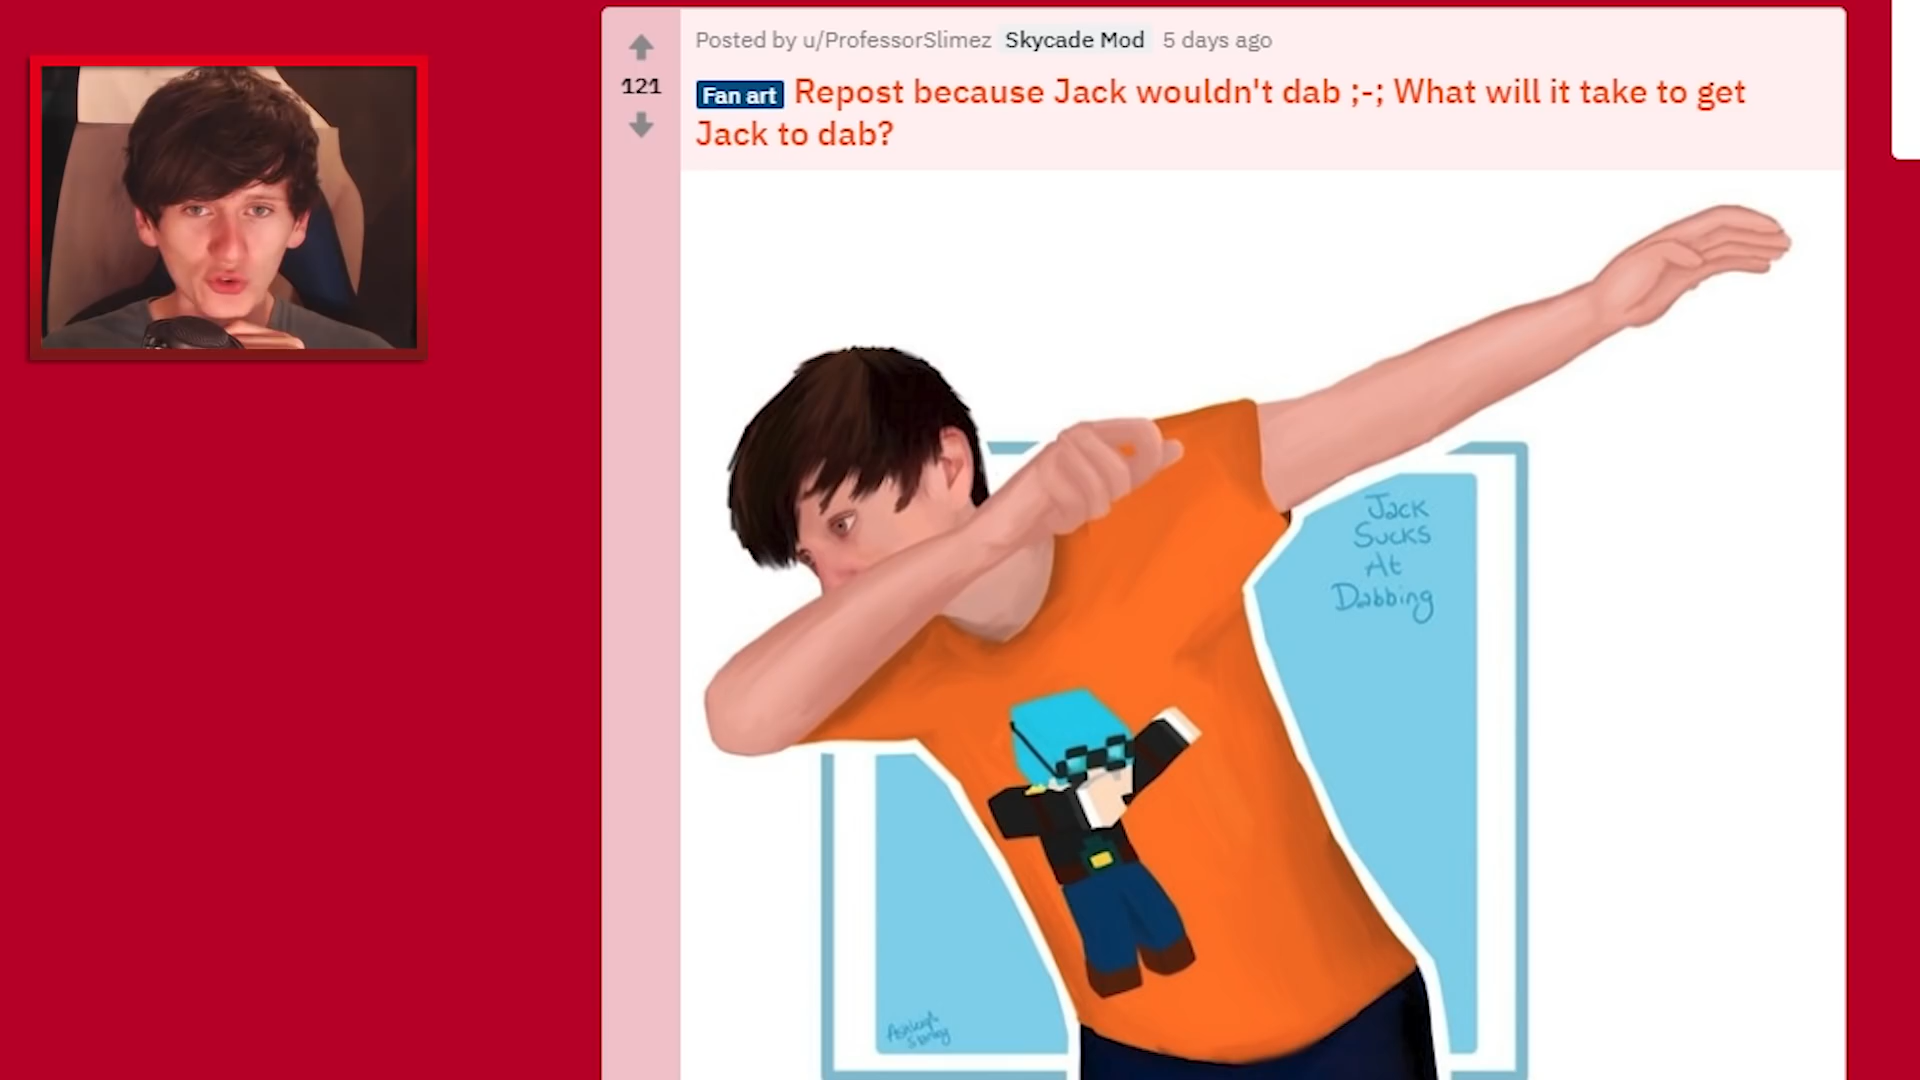 Posted by u/ProfessorSlimez Skycade Mod 5 days ago
121
Fan art Repost because Jack wouldn't dab ;-; What will it take to get
Jack to dab?
Jack
Sucks
At
Dabbing